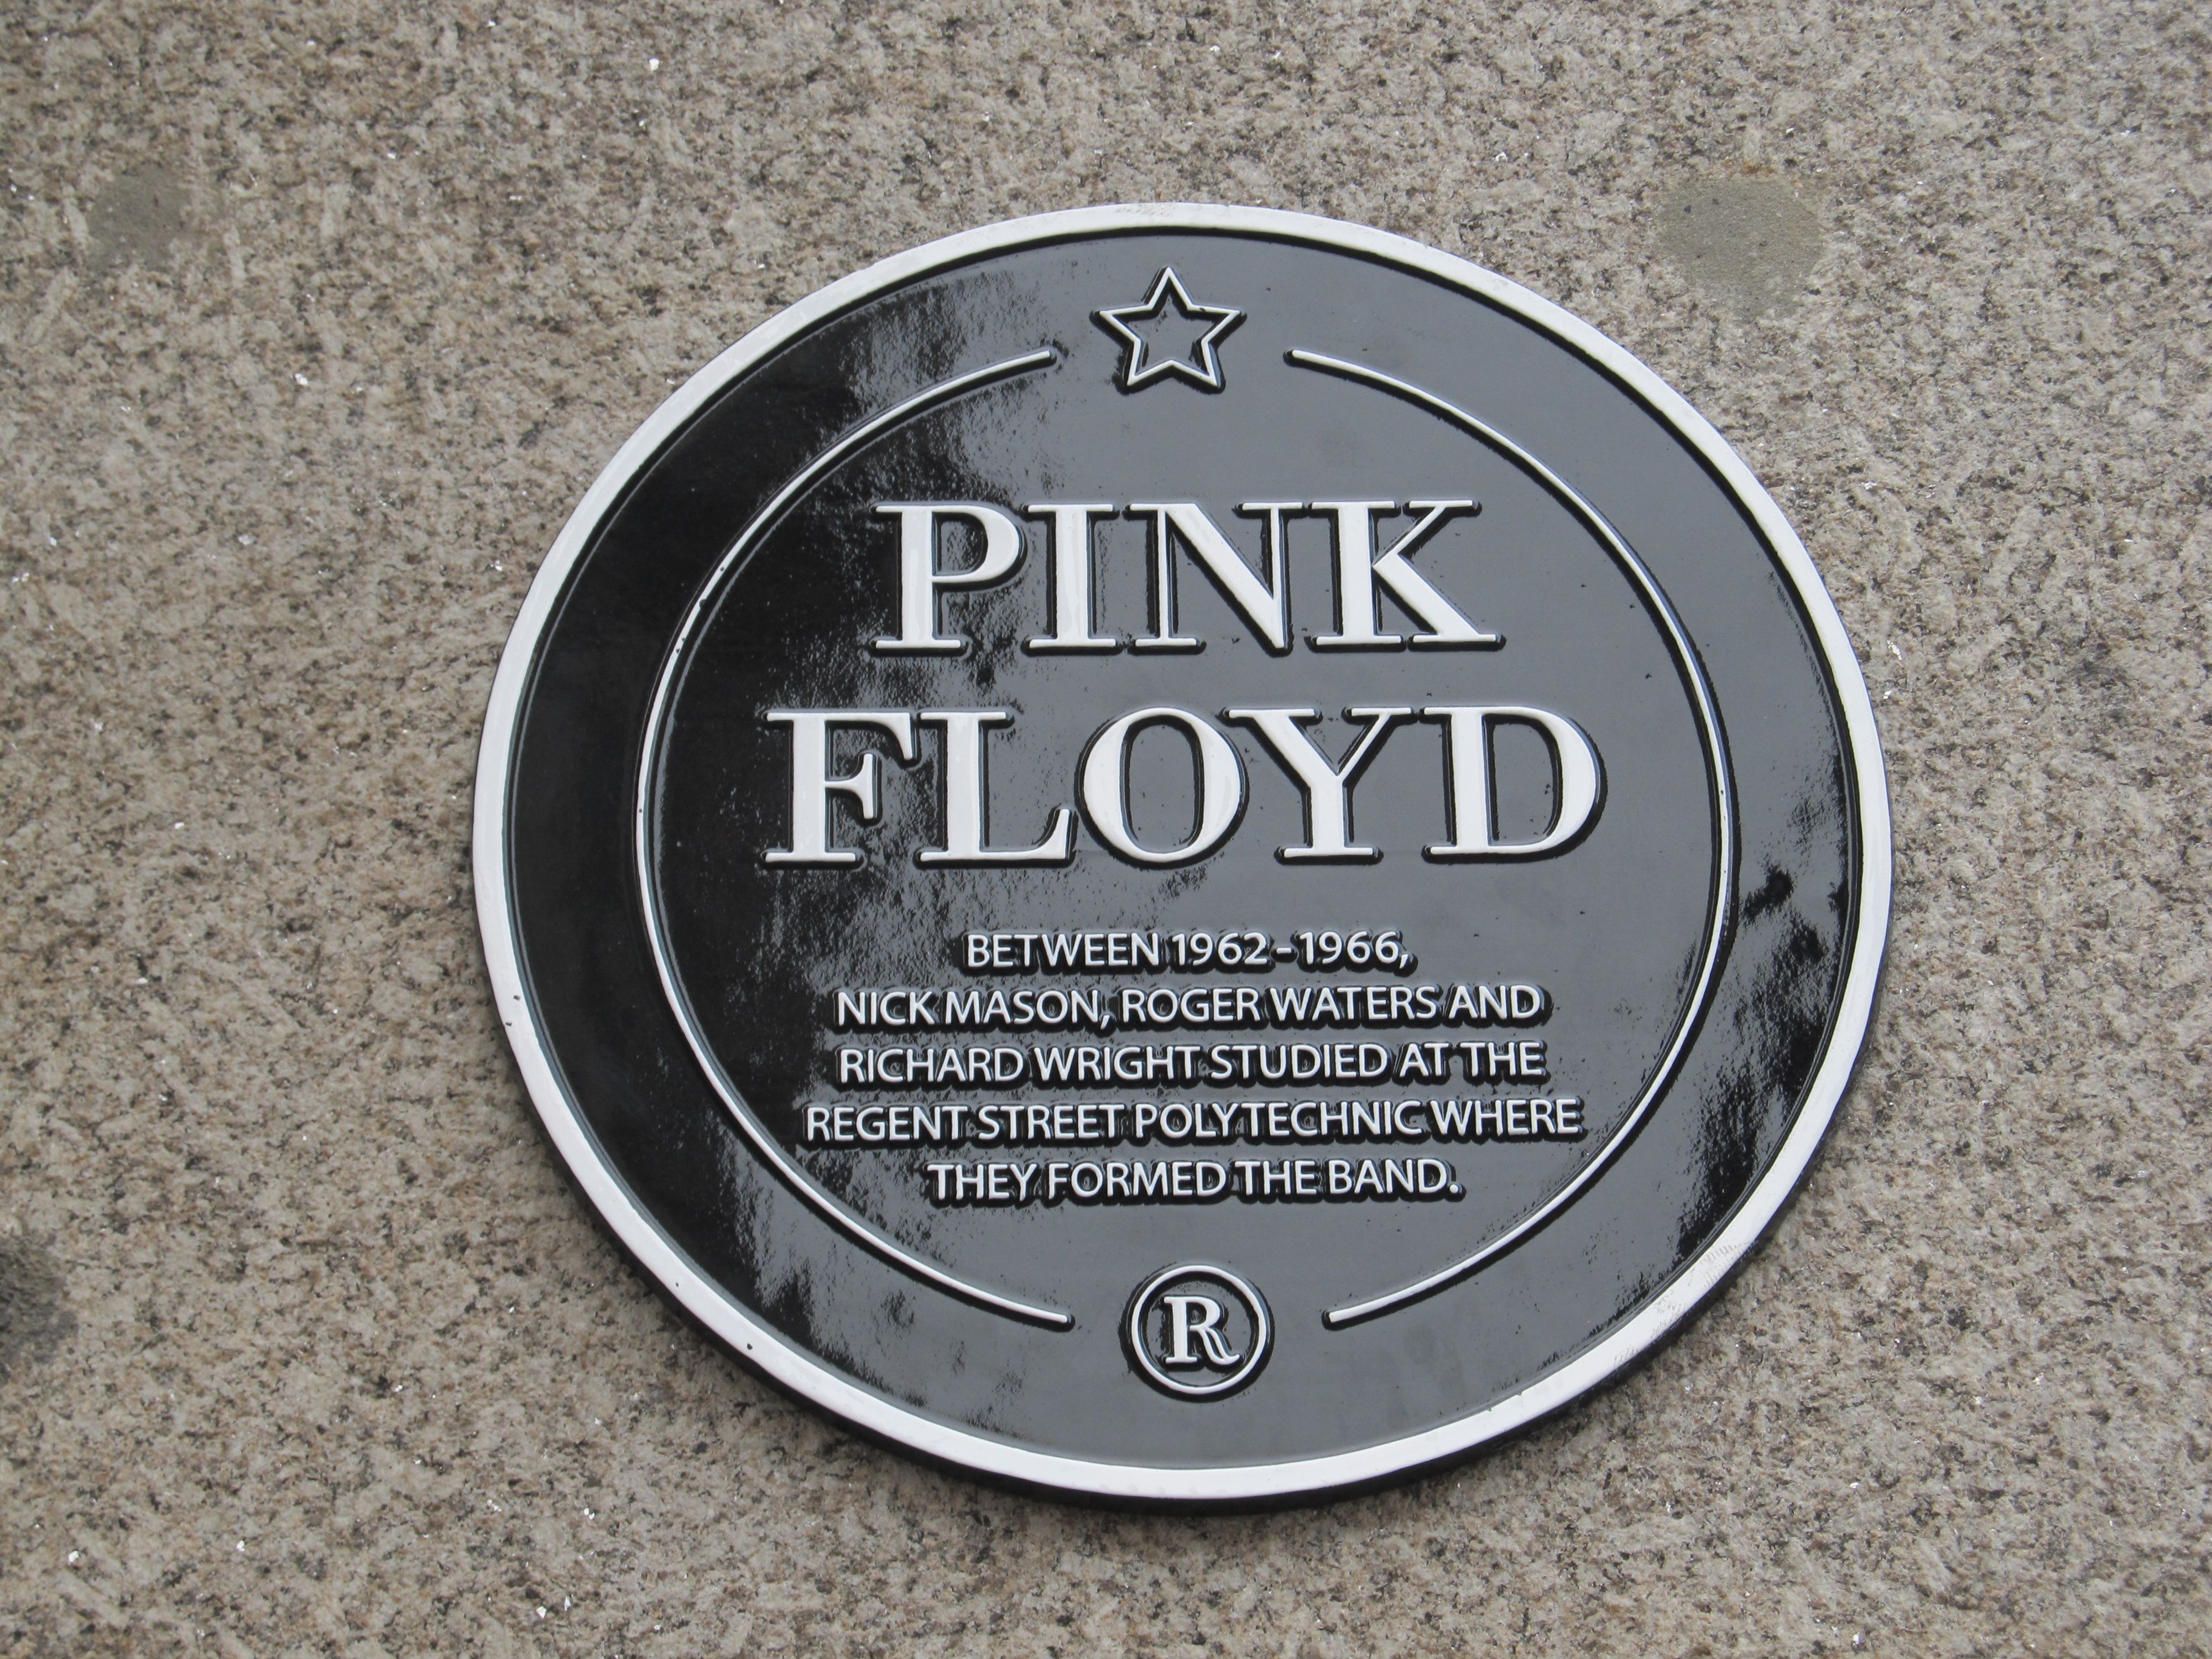 PINK
FLOYD
BETWEEN 1962-1966,
NICK MASON, ROGER WATERS AND
RICHARD WRIGHT STUDIED AT THE
REGENT STREET POLYTECHNIC WHERE
THEY FORMED THE BAND.
R